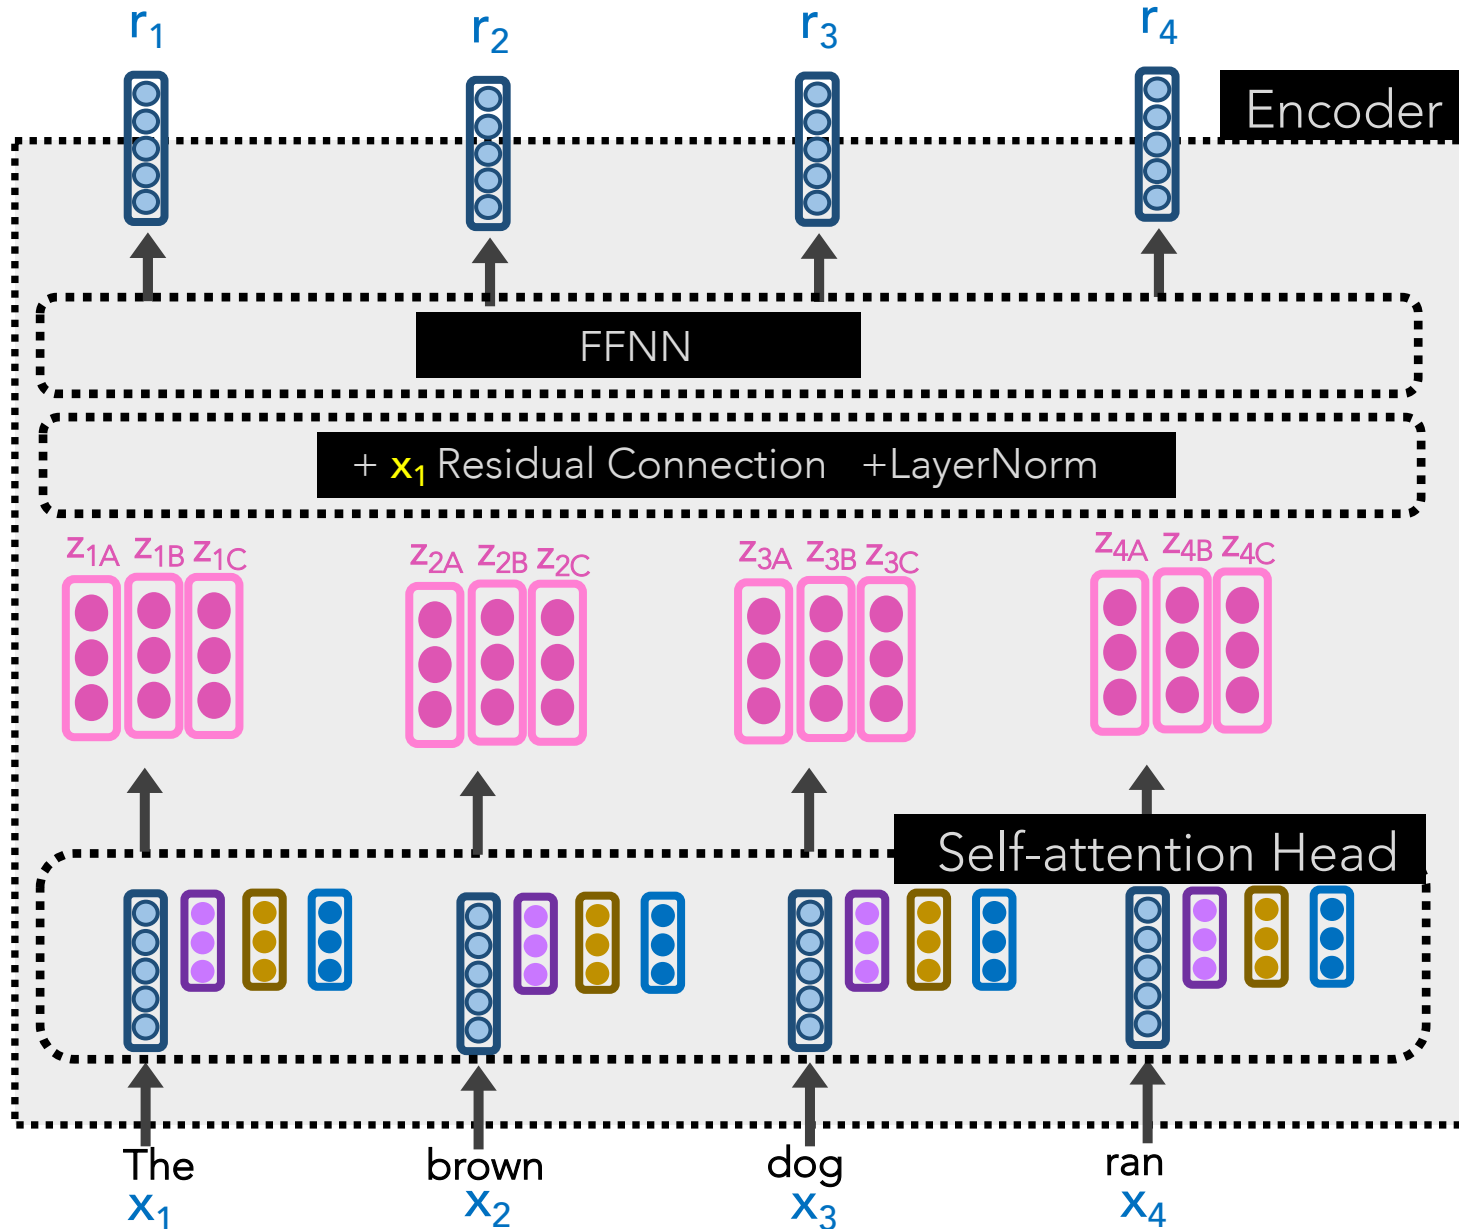 r1 r2 r3 r4
Encoder
FFNN
+ x1 Residual Connection +LayerNorm
z1A z1B z1C z2A z2B z2C z3A z3B z3C z4A z4B z4C
Self-attention Head
The brown dog ran
x1 x2 x3 x4